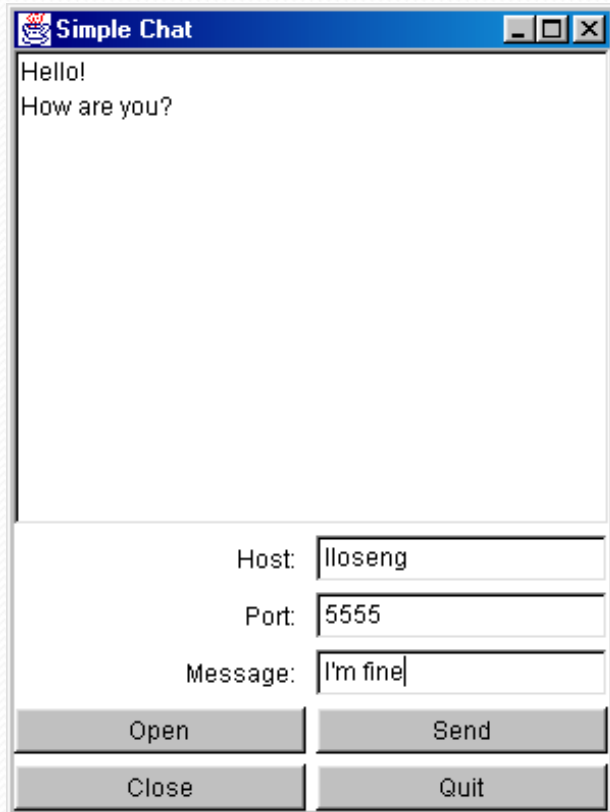 Simple Chat
Hello!
How are you?
Host: lloseng
Port: 5555
Message: I'm fine
Open Send
Close Quit